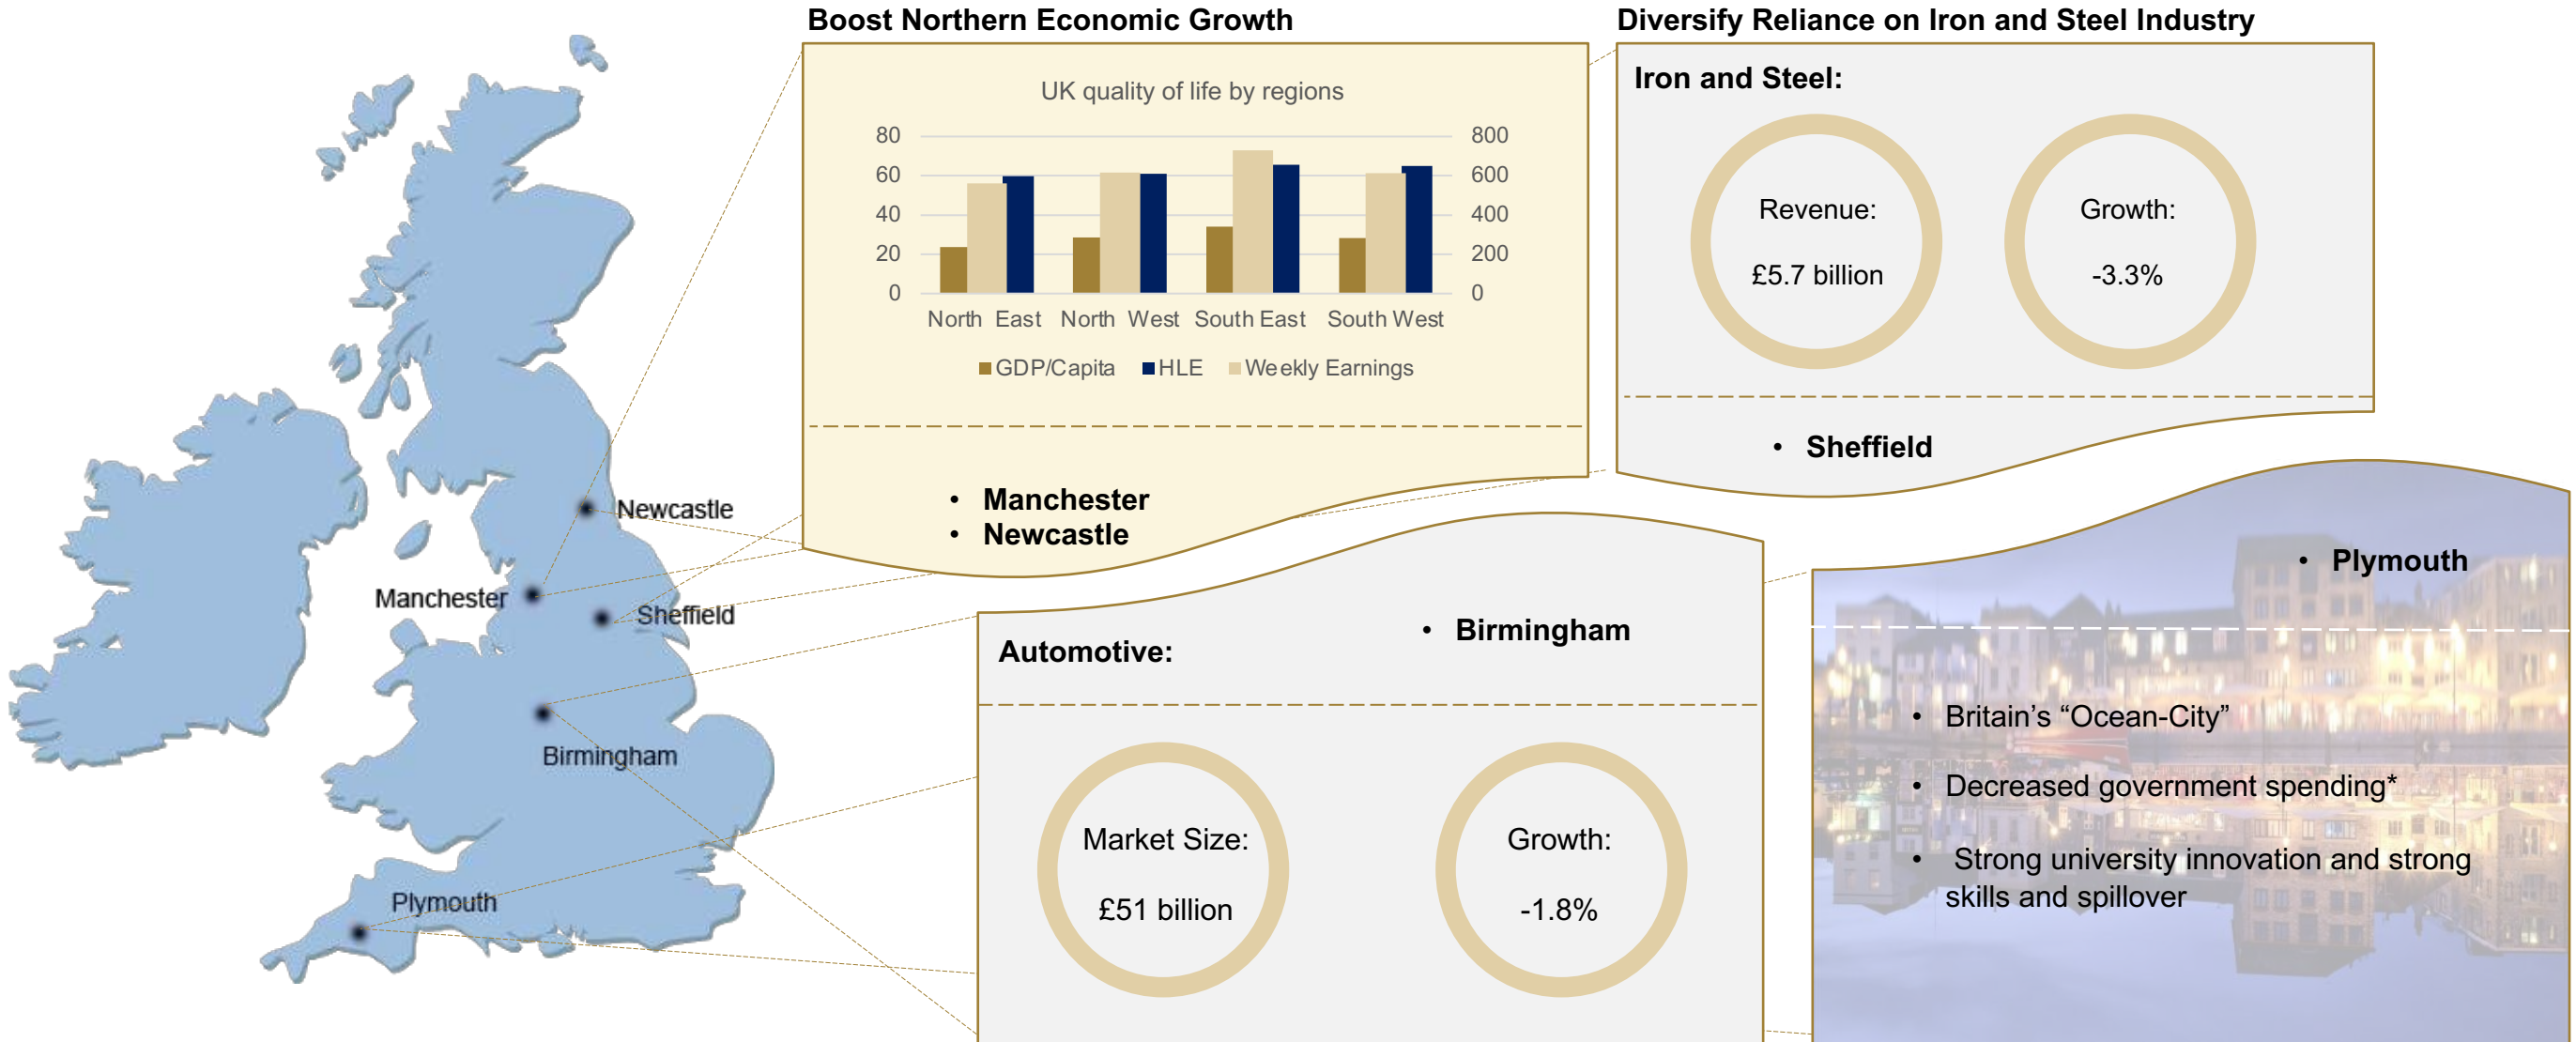 Boost Northern Economic Growth
Diversify Reliance on Iron and Steel Industry
UK quality of life by regions
80
60
40
20
0
800
600
400
200
0
North East
North West
South East
South West
GDP/Capita
HLE
Weekly Earnings
• Manchester
• Newcastle
Iron and Steel:
Revenue:
£5.7 billion
Growth:
-3.3%
• Sheffield
Newcastle
Manchester
Sheffield
Birmingham
Plymouth
Automotive:
• Birmingham
Market Size:
£51 billion
Growth:
-1.8%
• Plymouth
• Britain’s “Ocean-City”
• Decreased government spending*
• Strong university innovation and strong
skills and spillover